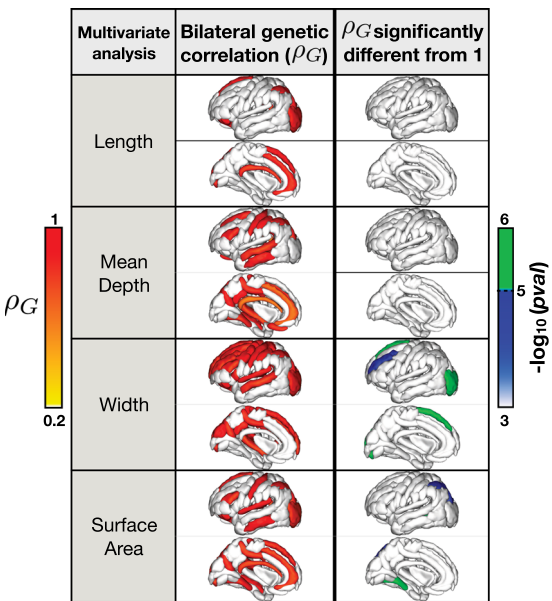 Multivariate
analysis
Bilateral genetic
correlation (ρG)
ρG significantly
different from 1
Length
Mean
Depth
Width
Surface
Area
1
ρG
0.2
6
5
3
-log10 (pval)